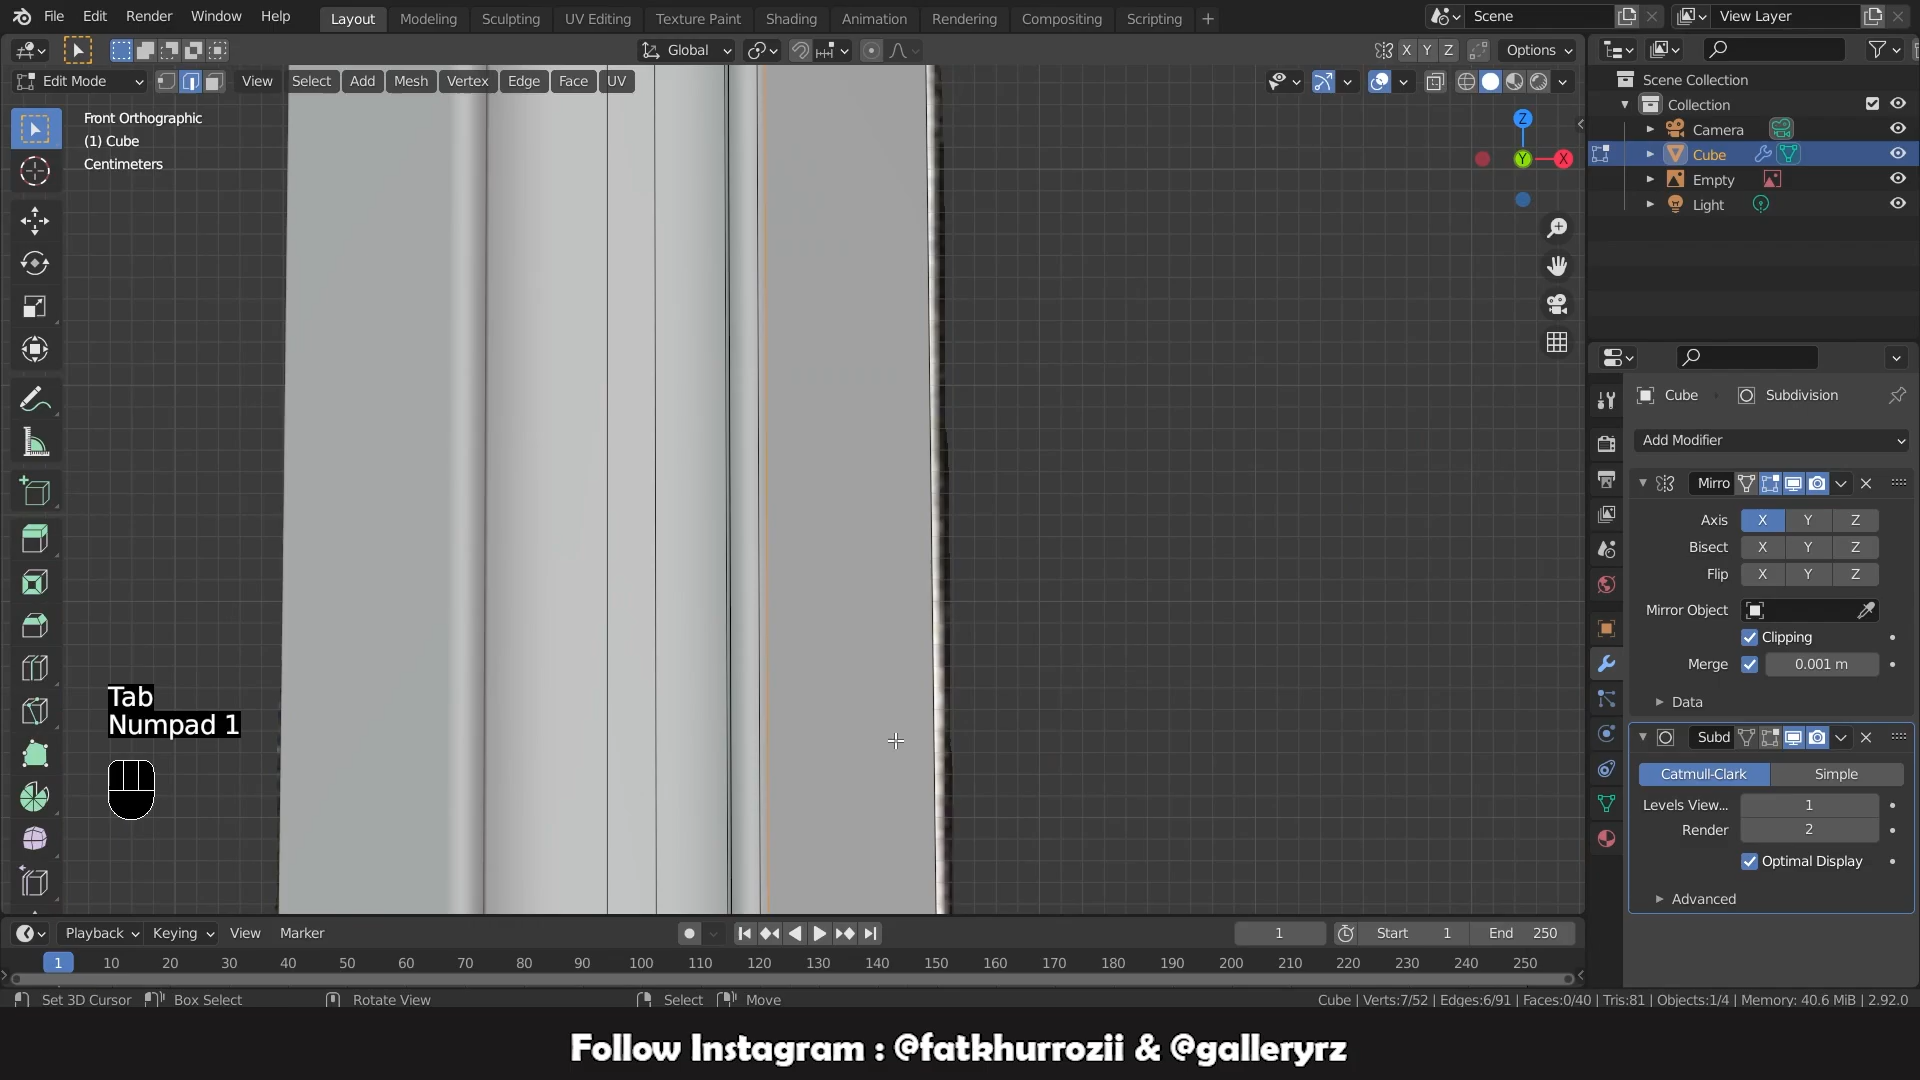 File Edit Render Window Help Layout Modeling Sculpting UV Editing Texture Paint Shading Animation Rendering Compositing Scripting + Scene View Layer
Global X Y Z Options
Edit Mode View Select Add Mesh Vertex Edge Face UV
Scene Collection
Collection
Camera
Cube
Empty
Light
Front Orthographic
(1) Cube
Centimeters
Z
Y
X
Cube Subdivision
Add Modifier
Mirro
Axis X Y Z
Bisect X Y Z
Flip X Y Z
Mirror Object
Clipping
Merge 0.001 m
Data
Subd
Catmull-Clark Simple
Levels View... 1
Render 2
Optimal Display
Advanced
Tab
Numpad 1
Playback Keying View Marker 1 Start 1 End 250
1 10 20 30 40 50 60 70 80 90 100 110 120 130 140 150 160 170 180 190 200 210 220 230 240 250
Set 3D Cursor Box Select Rotate View Select Move Cube | Verts:7/52 | Edges:6/91 | Faces:0/40 | Tris:81 | Objects:1/4 | Memory: 40.6 MiB | 2.92.0
Follow Instagram : @fatkhurrozii & @galleryrz